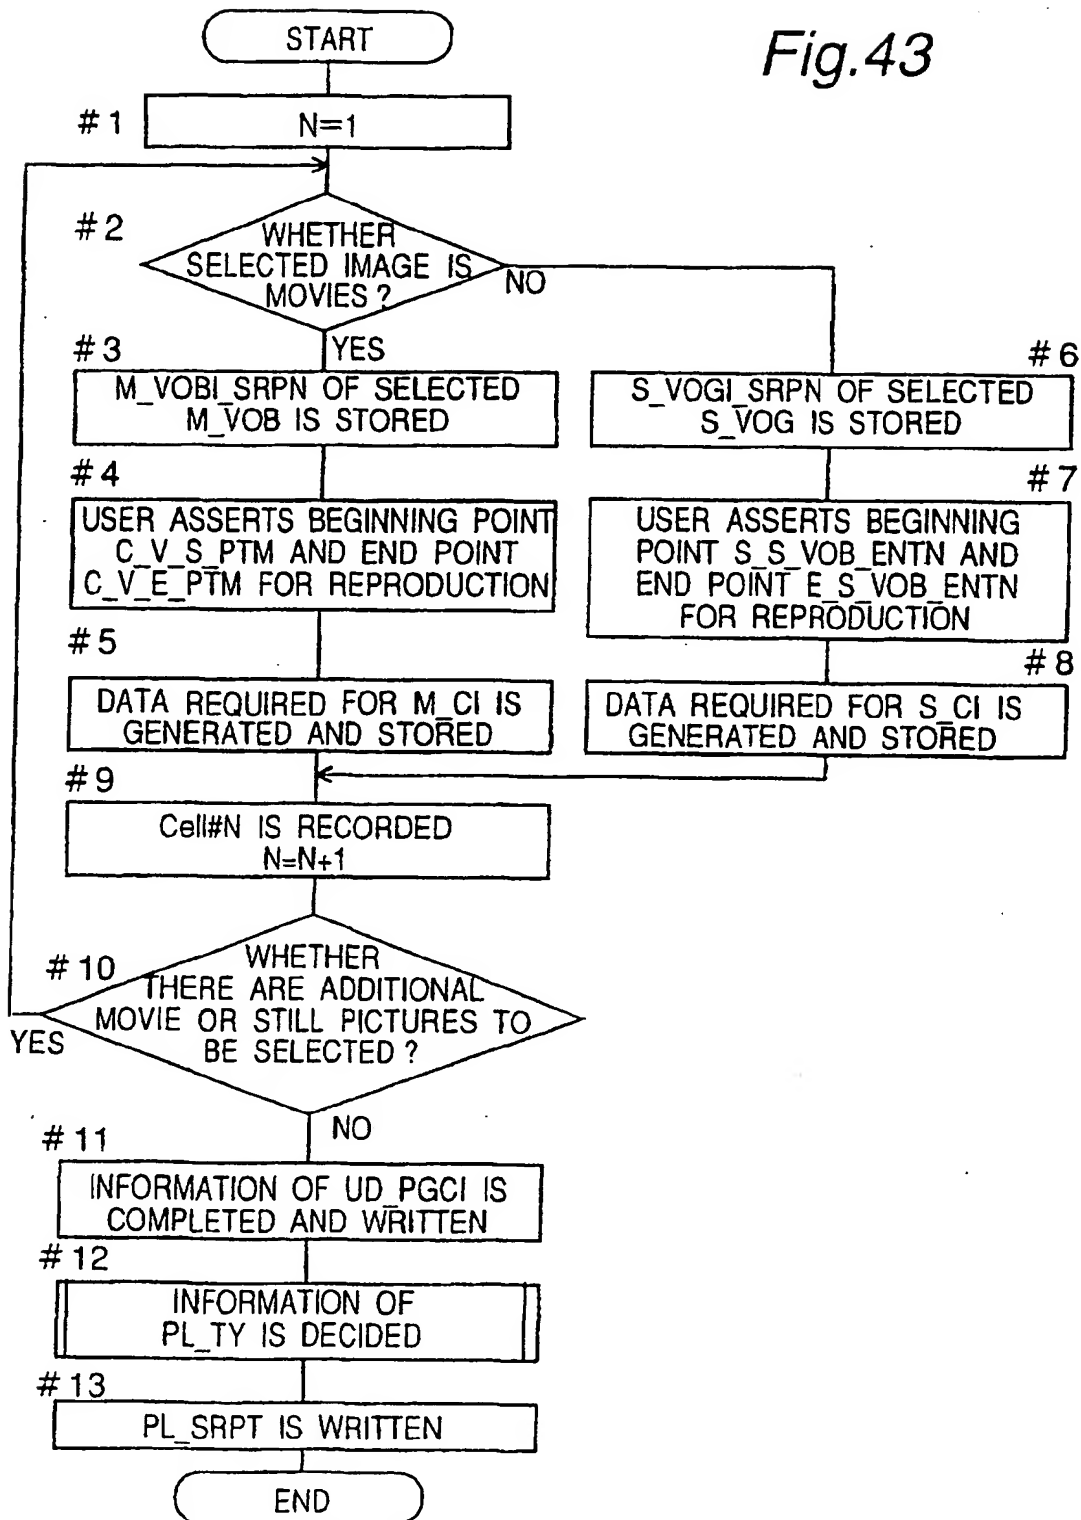 START
Fig.43
#1
N=1
#2
WHETHER
SELECTED IMAGE IS
MOVIES?
NO
YES
#3
M_VOBI_SRPN OF SELECTED
M_VOB IS STORED
#6
S_VOGI_SRPN OF SELECTED
S_VOG IS STORED
#4
USER ASSERTS BEGINNING POINT
C_V_S_PTM AND END POINT
C_V_E_PTM FOR REPRODUCTION
#7
USER ASSERTS BEGINNING
POINT S_S_VOB_ENTN AND
END POINT E_S_VOB_ENTN
FOR REPRODUCTION
#5
DATA REQUIRED FOR M_CI IS
GENERATED AND STORED
#8
DATA REQUIRED FOR S_CI IS
GENERATED AND STORED
#9
Cell#N IS RECORDED
N=N+1
#10
WHETHER
THERE ARE ADDITIONAL
MOVIE OR STILL PICTURES TO
BE SELECTED?
YES
NO
#11
INFORMATION OF UD_PGCI IS
COMPLETED AND WRITTEN
#12
INFORMATION OF
PL_TY IS DECIDED
#13
PL_SRPT IS WRITTEN
END